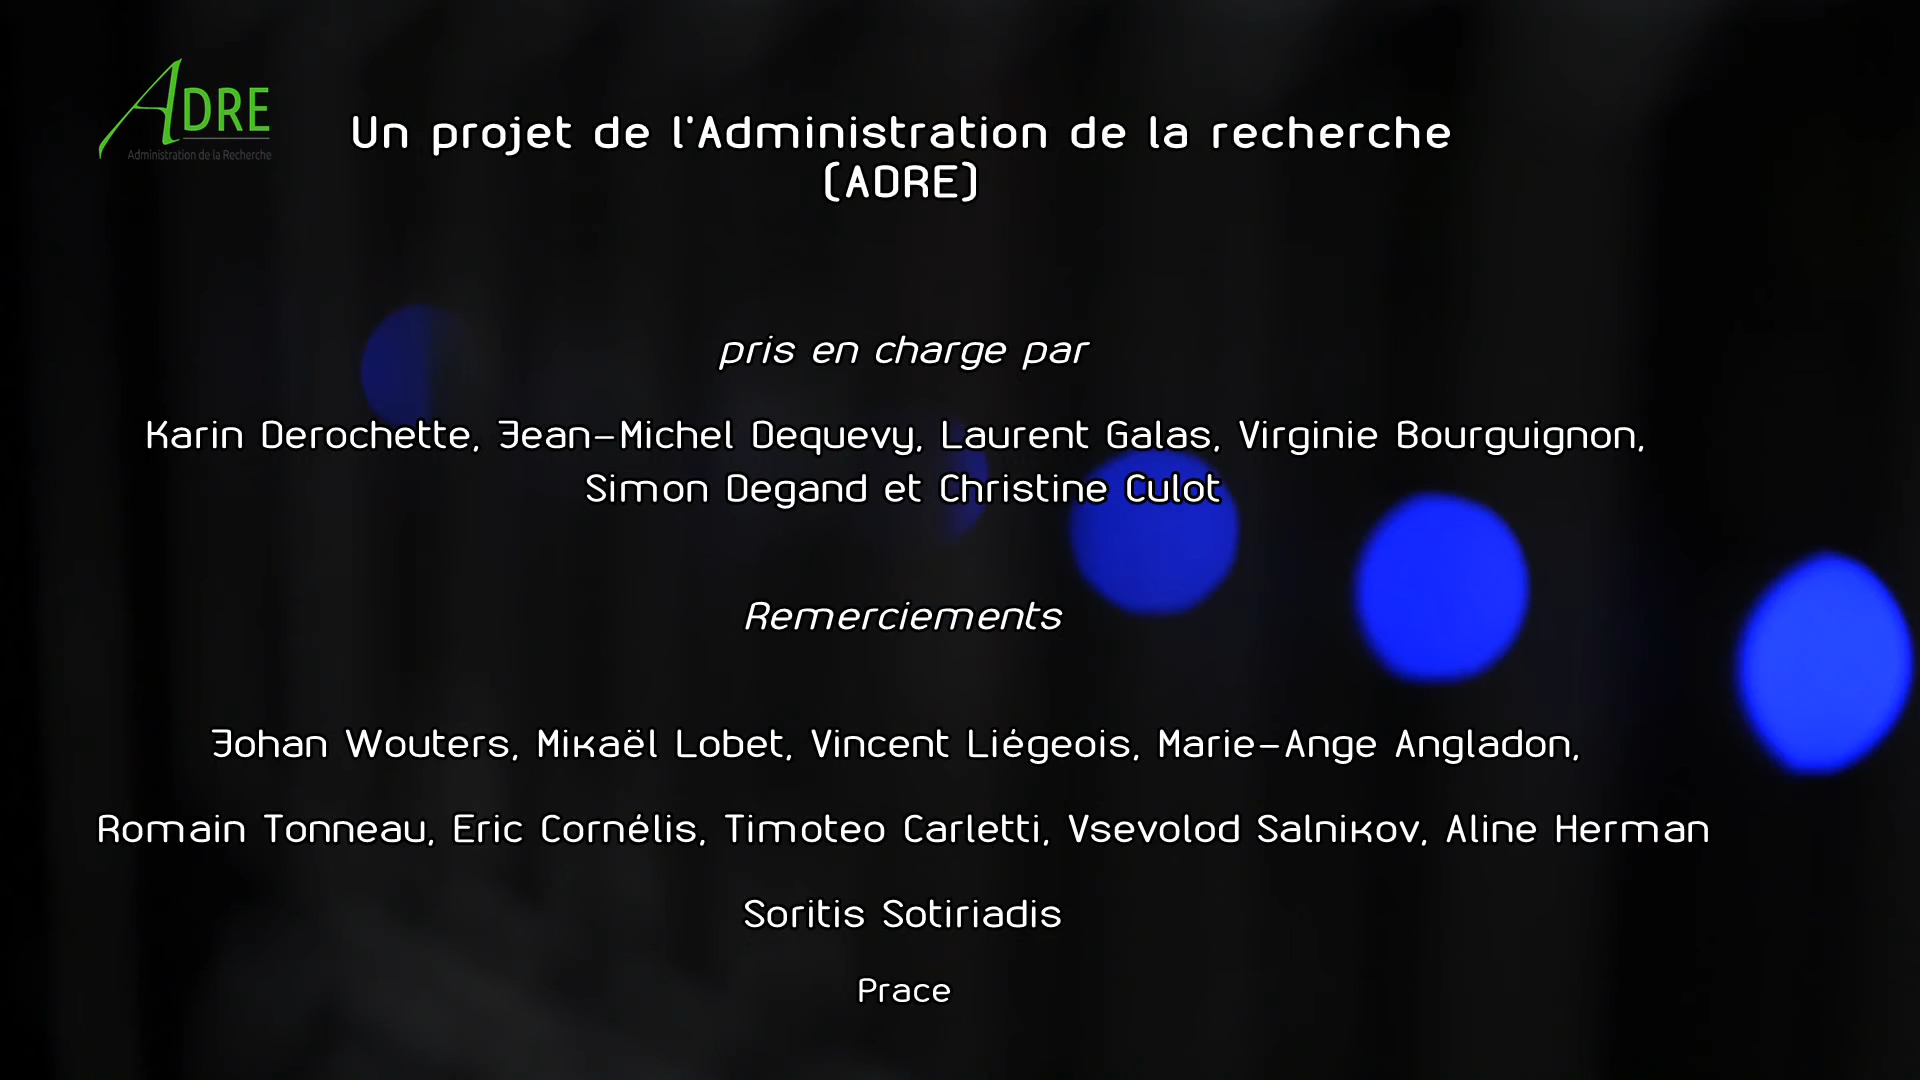 ADRE
Administration de la Recherche
Un projet de l'Administration de la recherche
(ADRE)
pris en charge par
Karin Derochette, Jean-Michel Dequevy, Laurent Galas, Virginie Bourguignon,
Simon Degand et Christine Culot
Remerciements
Johan Wouters, Mikaël Lobet, Vincent Liégeois, Marie-Ange Angladon,
Romain Tonneau, Eric Cornélis, Timoteo Carletti, Vsevolod Salnikov, Aline Herman
Soritis Sotiriadis
Prace